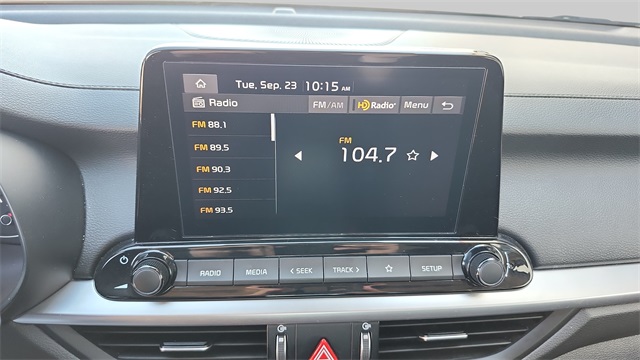 Tue, Sep. 23 10:15 AM
Radio FM/AM HD Radio Menu
FM 88.1
FM 89.5
FM 90.3
FM 92.5
FM 93.5
FM
104.7
RADIO MEDIA < SEEK TRACK > SETUP